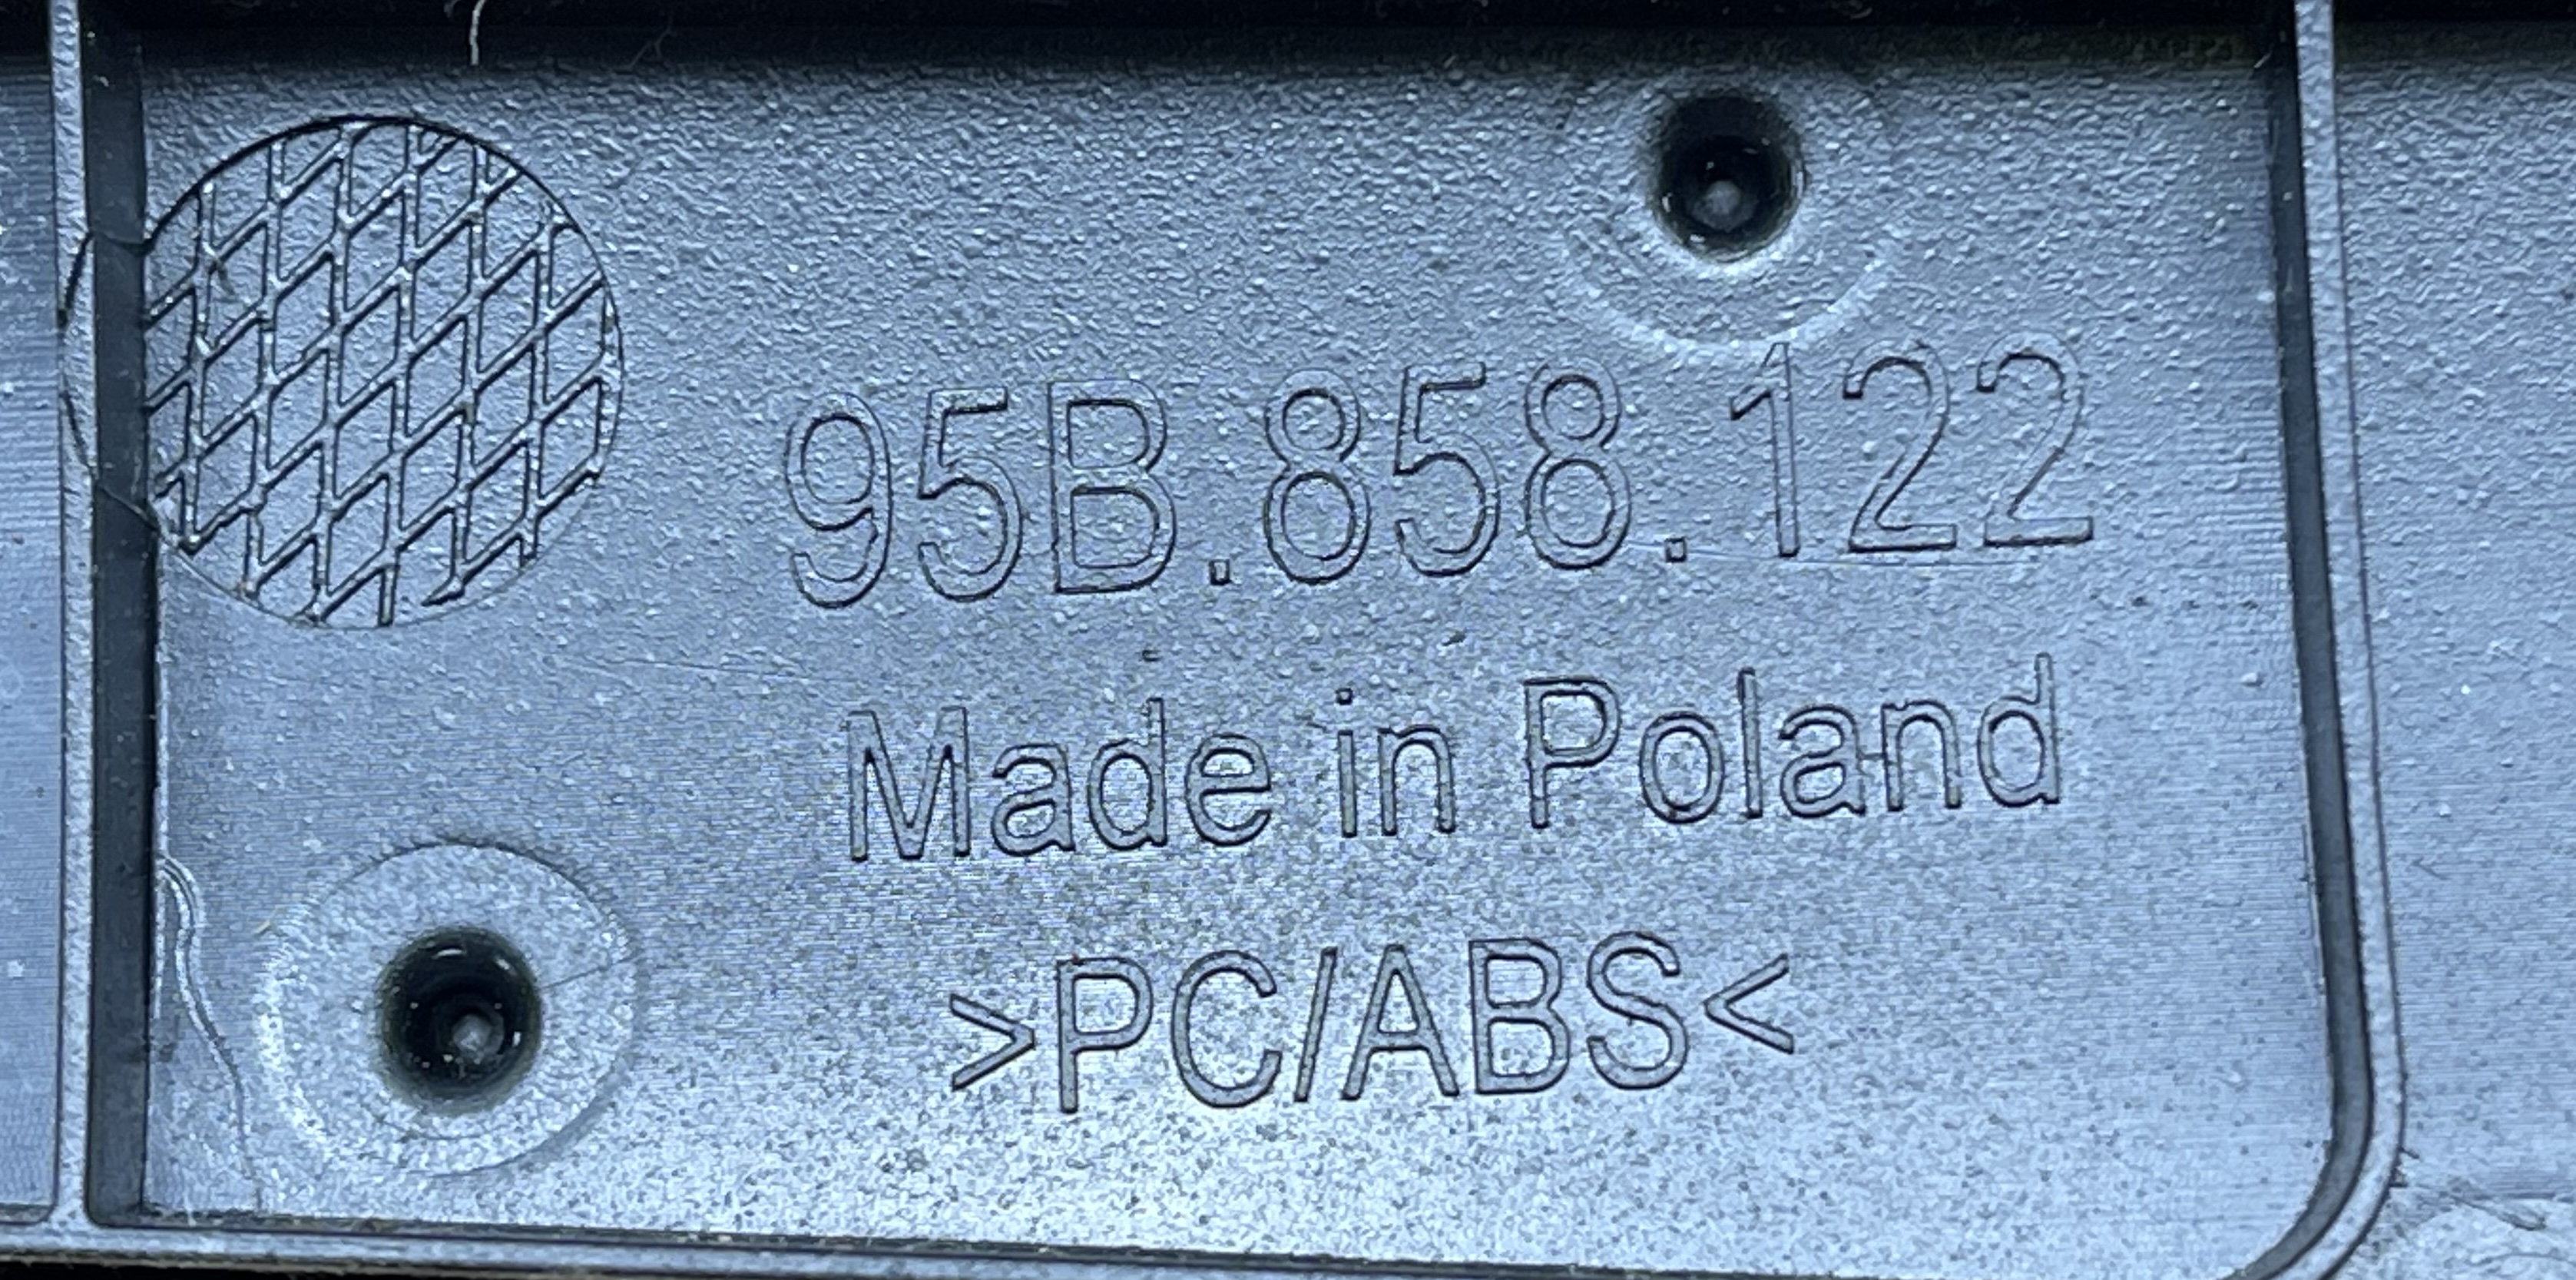 95B.858.122
Made in Poland
>PC/ABS<